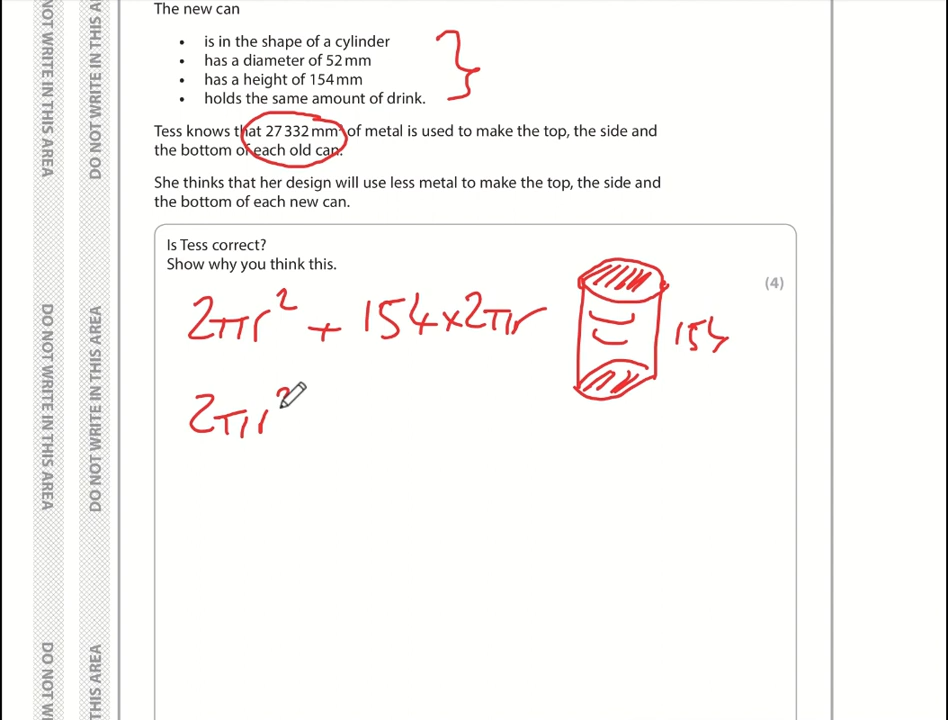 The new can
• is in the shape of a cylinder
• has a diameter of 52 mm
• has a height of 154 mm
• holds the same amount of drink.
Tess knows that 27 332 mm² of metal is used to make the top, the side and
the bottom of each old can.
She thinks that her design will use less metal to make the top, the side and
the bottom of each new can.
Is Tess correct?
Show why you think this.
(4)
2πr² + 154×2πr
154
2πr²
NOT WRITE IN THIS AREA
DO NOT WRITE IN THIS A
DO NOT WRITE IN THIS AREA
DO NOT WRITE IN THIS AREA
DO NOT W
THIS AREA